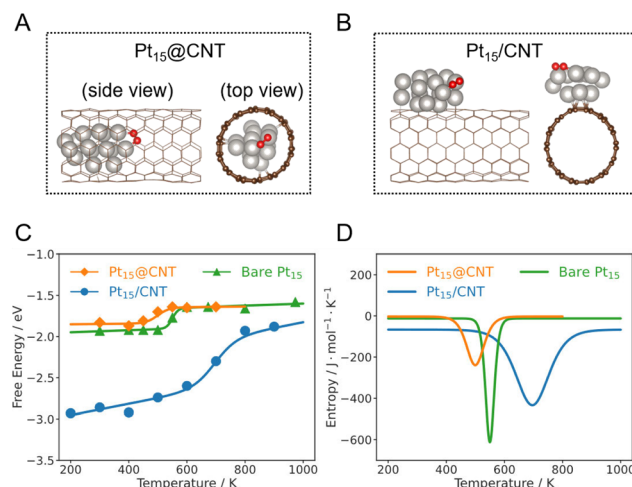 A
Pt₁₅@CNT
(side view) (top view)
B
Pt₁₅/CNT
C
Pt₁₅@CNT
Bare Pt₁₅
Pt₁₅/CNT
Free Energy / eV
−1.0
−1.5
−2.0
−2.5
−3.0
−3.5
200 400 600 800 1000
Temperature / K
D
Pt₁₅@CNT
Bare Pt₁₅
Pt₁₅/CNT
Entropy / J · mol⁻¹ · K⁻¹
200
0
−200
−400
−600
200 400 600 800 1000
Temperature / K